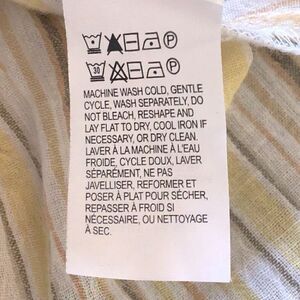 P
30 P
MACHINE WASH COLD, GENTLE
CYCLE, WASH SEPARATELY, DO
NOT BLEACH, RESHAPE AND
LAY FLAT TO DRY, COOL IRON IF
NECESSARY, OR DRY CLEAN.
LAVER À LA MACHINE À L'EAU
FROIDE, CYCLE DOUX, LAVER
SÉPARÉMENT, NE PAS
JAVELLISER, REFORMER ET
POSER À PLAT POUR SÉCHER,
REPASSER À FROID SI
NÉCESSAIRE, OU NETTOYAGE
À SEC.